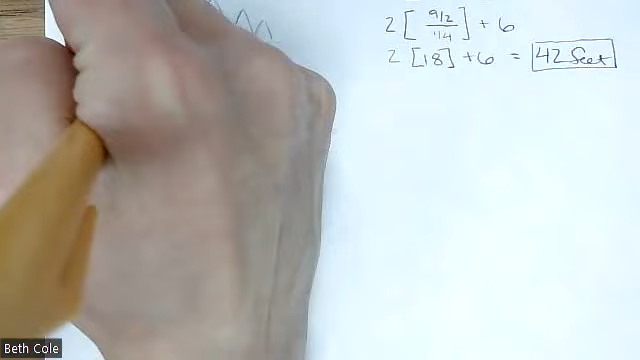 2 [ 9/2 / 1/4 ] + 6
2 [18] + 6 = 42 feet
Beth Cole